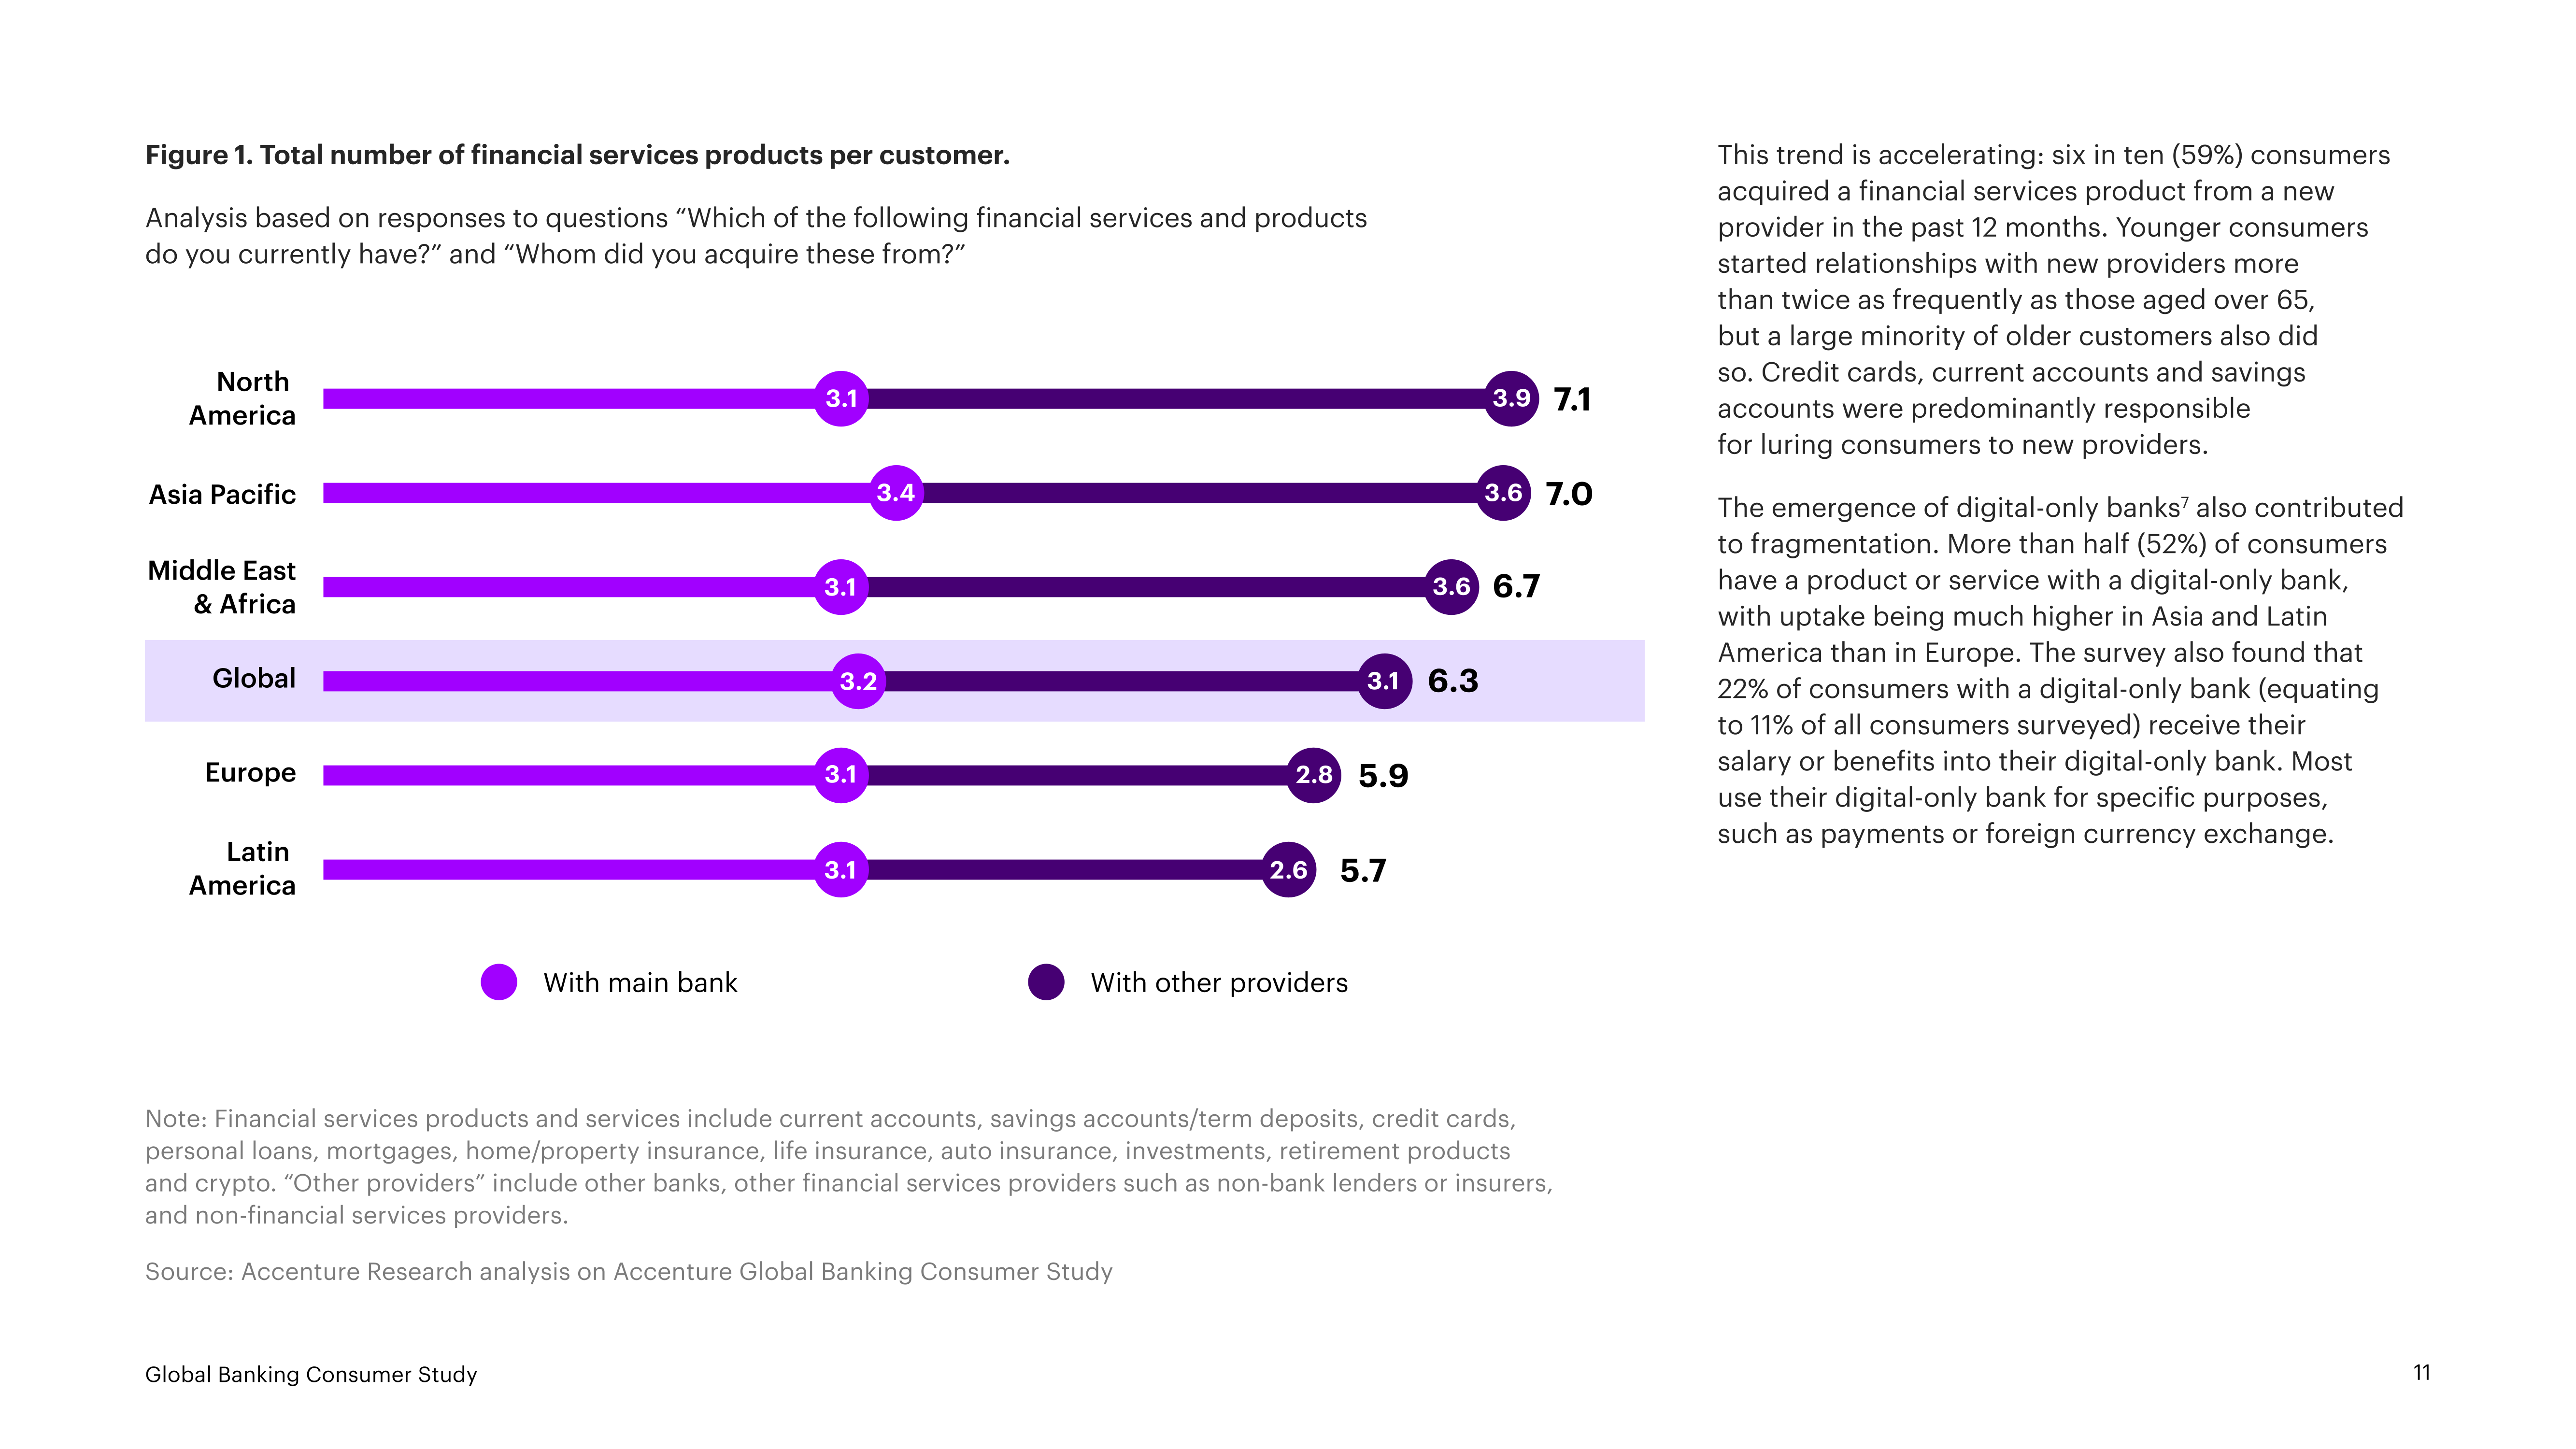 Figure 1. Total number of financial services products per customer.
Analysis based on responses to questions “Which of the following financial services and products
do you currently have?” and “Whom did you acquire these from?”
North
America
3.1
3.9
7.1
Asia Pacific
3.4
3.6
7.0
Middle East
& Africa
3.1
3.6
6.7
Global
3.2
3.1
6.3
Europe
3.1
2.8
5.9
Latin
America
3.1
2.6
5.7
With main bank
With other providers
Note: Financial services products and services include current accounts, savings accounts/term deposits, credit cards,
personal loans, mortgages, home/property insurance, life insurance, auto insurance, investments, retirement products
and crypto. “Other providers” include other banks, other financial services providers such as non-bank lenders or insurers,
and non-financial services providers.
Source: Accenture Research analysis on Accenture Global Banking Consumer Study
This trend is accelerating: six in ten (59%) consumers
acquired a financial services product from a new
provider in the past 12 months. Younger consumers
started relationships with new providers more
than twice as frequently as those aged over 65,
but a large minority of older customers also did
so. Credit cards, current accounts and savings
accounts were predominantly responsible
for luring consumers to new providers.
The emergence of digital-only banks⁷ also contributed
to fragmentation. More than half (52%) of consumers
have a product or service with a digital-only bank,
with uptake being much higher in Asia and Latin
America than in Europe. The survey also found that
22% of consumers with a digital-only bank (equating
to 11% of all consumers surveyed) receive their
salary or benefits into their digital-only bank. Most
use their digital-only bank for specific purposes,
such as payments or foreign currency exchange.
Global Banking Consumer Study
11